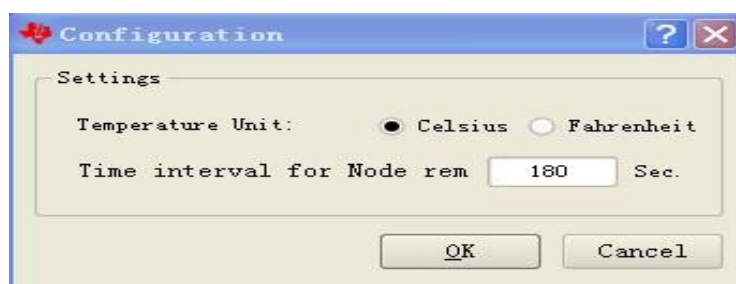 Configuration
Settings
Temperature Unit: Celsius Fahrenheit
Time interval for Node rem 180 Sec.
OK Cancel